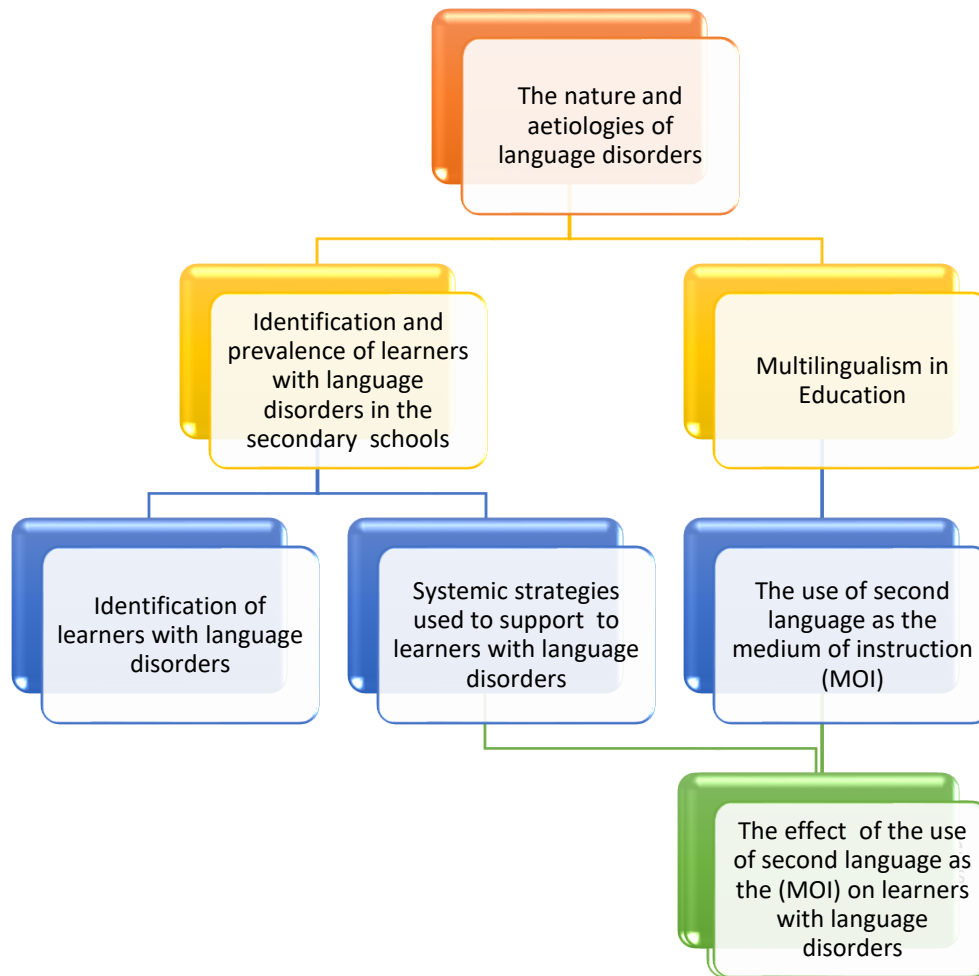 The nature and
aetiologies of
language disorders
Identification and
prevalence of learners
with language
disorders in the
secondary schools
Multilingualism in
Education
Identification of
learners with language
disorders
Systemic strategies
used to support to
learners with language
disorders
The use of second
language as the
medium of instruction
(MOI)
The effect of the use
of second language as
the (MOI) on learners
with language
disorders